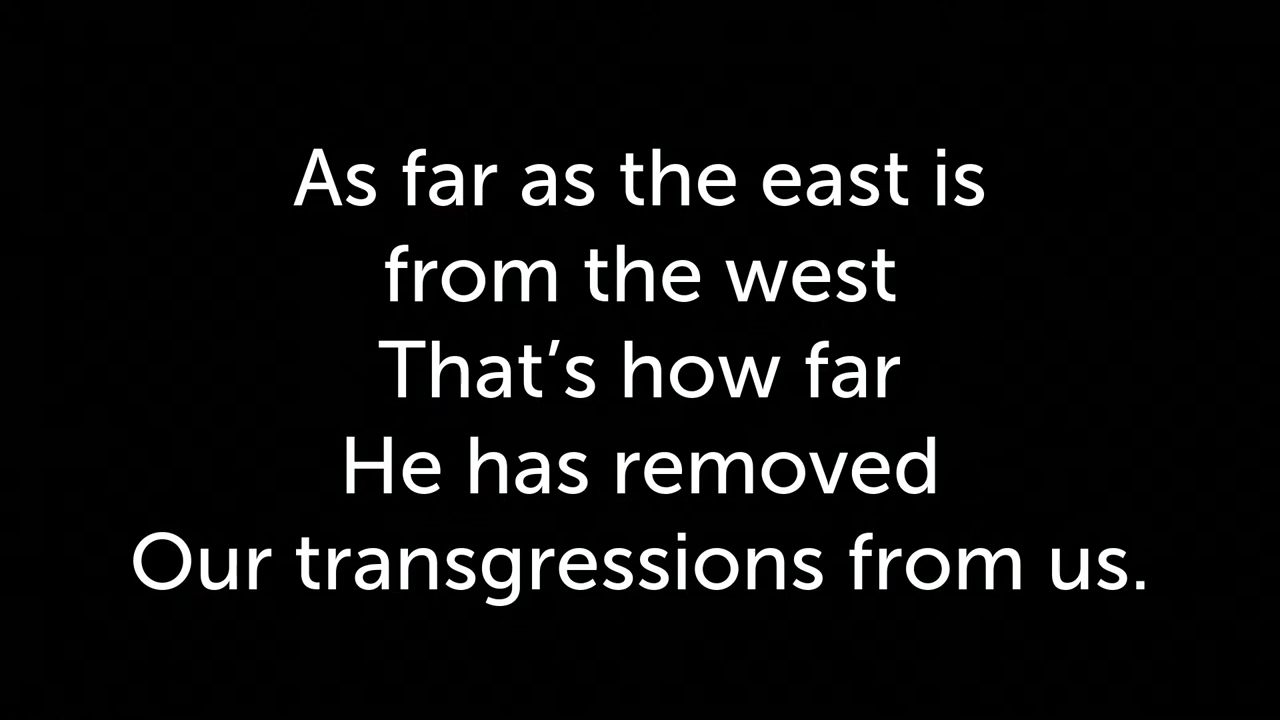 As far as the east is
from the west
That’s how far
He has removed
Our transgressions from us.